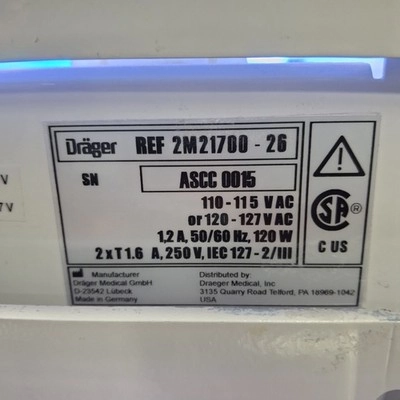 Dräger REF 2M21700 - 26
SN ASCC 0015
110 - 115 V AC
or 120 - 127 V AC
1,2 A, 50/60 Hz, 120 W
2 x T 1.6 A, 250 V, IEC 127 - 2/III
SA ®
C US
V
7 V
Manufacturer
Dräger Medical GmbH
D-23542 Lübeck
Made in Germany
Distributed by
Draeger Medical, Inc.
3135 Quarry Road Telford, PA 18969-1042
USA